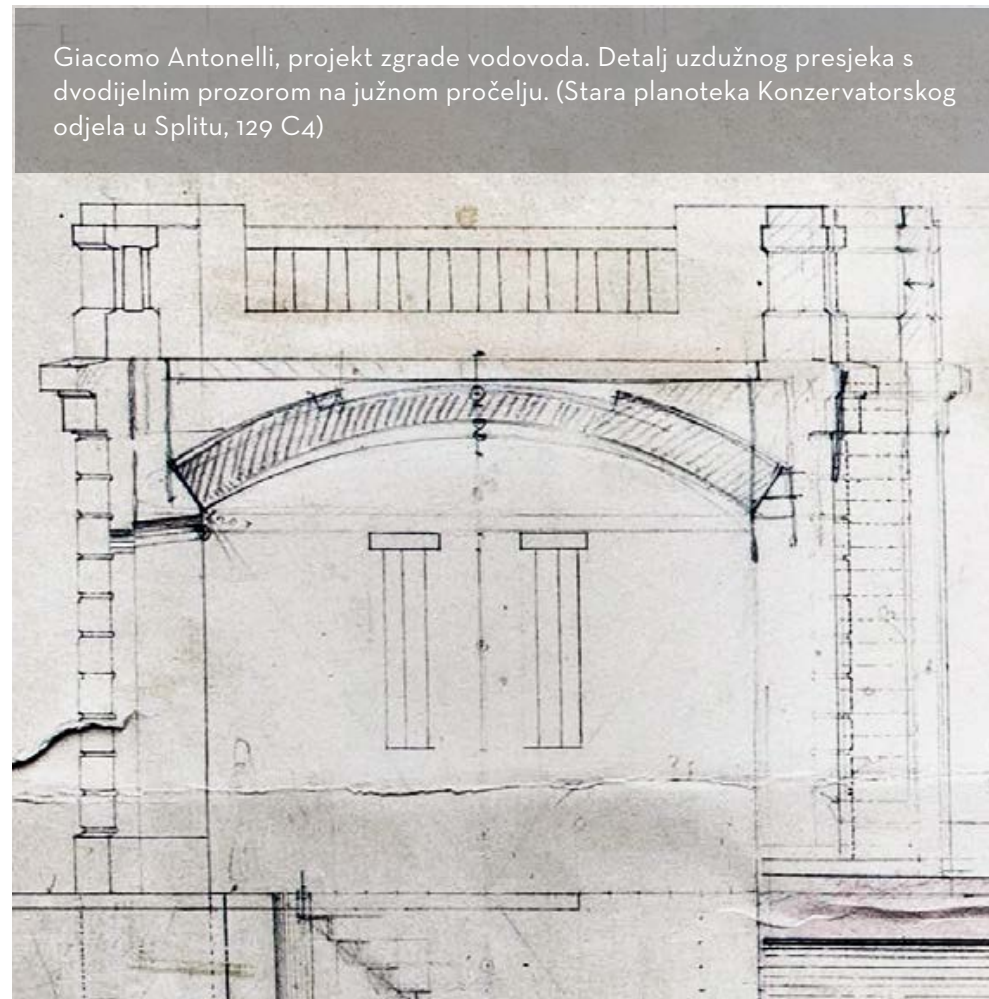 Giacomo Antonelli, projekt zgrade vodovoda. Detalj uzdužnog presjeka s
dvodijelnim prozorom na južnom pročelju. (Stara planoteka Konzervatorskog
odjela u Splitu, 129 C4)